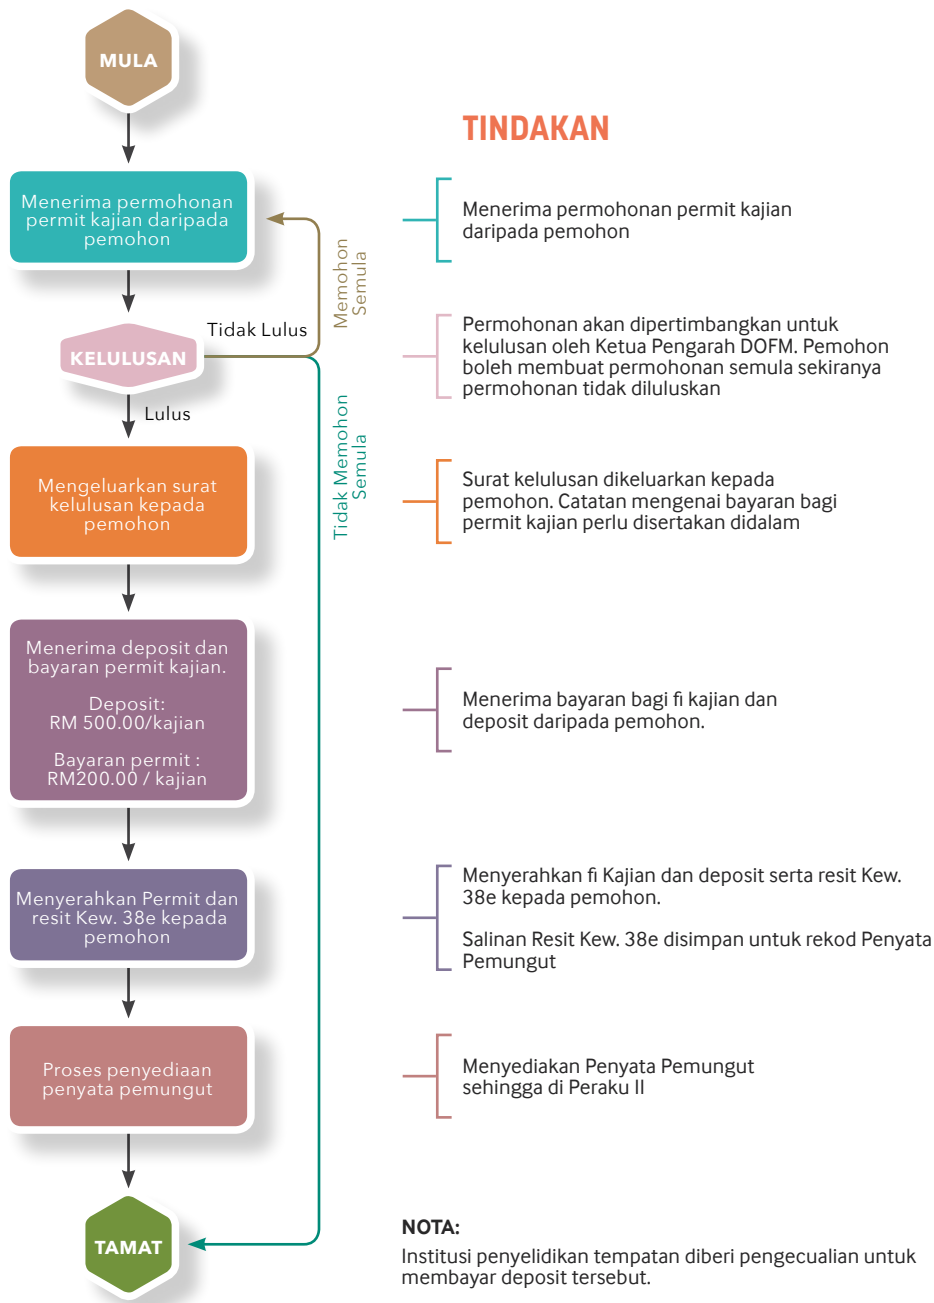 MULA
TINDAKAN
Menerima permohonan
permit kajian daripada
pemohon
Menerima permohonan permit kajian
daripada pemohon
Memohon
Semula
Tidak Lulus
KELULUSAN
Permohonan akan dipertimbangkan untuk
kelulusan oleh Ketua Pengarah DOFM. Pemohon
boleh membuat permohonan semula sekiranya
permohonan tidak diluluskan
Lulus
Tidak Memohon
Semula
Mengeluarkan surat
kelulusan kepada
pemohon
Surat kelulusan dikeluarkan kepada
pemohon. Catatan mengenai bayaran bagi
permit kajian perlu disertakan didalam
Menerima deposit dan
bayaran permit kajian.
Deposit:
RM 500.00/kajian
Bayaran permit :
RM200.00 / kajian
Menerima bayaran bagi fi kajian dan
deposit daripada pemohon.
Menyerahkan Permit dan
resit Kew. 38e kepada
pemohon
Menyerahkan fi Kajian dan deposit serta resit Kew.
38e kepada pemohon.
Salinan Resit Kew. 38e disimpan untuk rekod Penyata
Pemungut
Proses penyediaan
penyata pemungut
Menyediakan Penyata Pemungut
sehingga di Peraku II
TAMAT
NOTA:
Institusi penyelidikan tempatan diberi pengecualian untuk
membayar deposit tersebut.